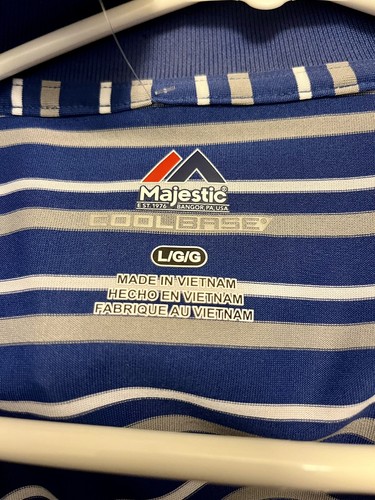 Majestic®
EST. 1976 BANGOR, PA, USA
COOLBASE
L/G/G
MADE IN VIETNAM
HECHO EN VIETNAM
FABRIQUE AU VIETNAM